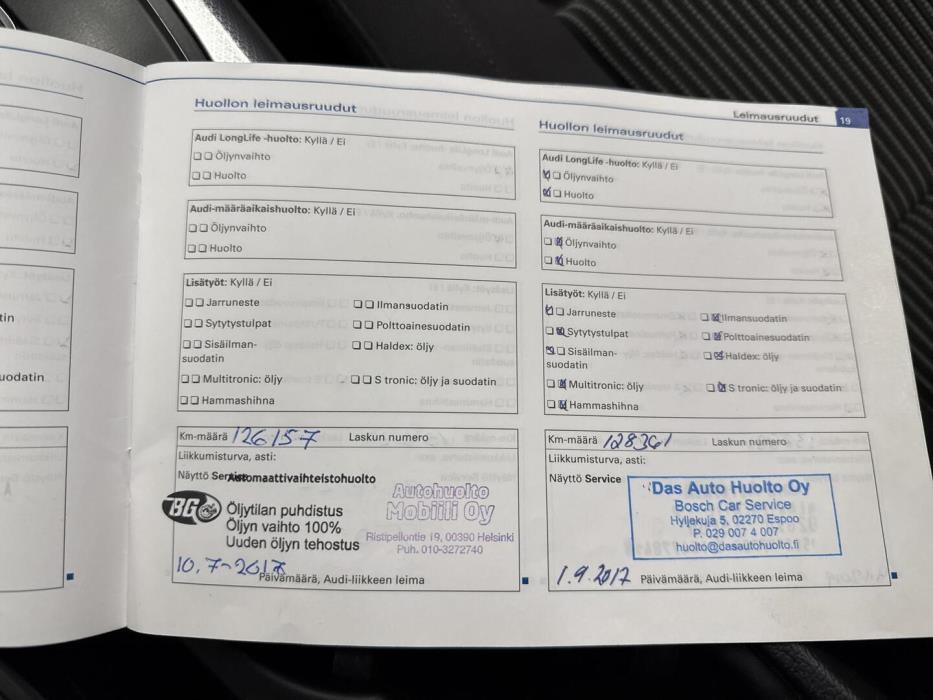 Leimausruudut 19
Huollon leimausruudut
Audi LongLife -huolto: Kyllä / Ei
Öljynvaihto
Huolto
Audi-määräaikaishuolto: Kyllä / Ei
Öljynvaihto
Huolto
Lisätyöt: Kyllä / Ei
Jarruneste
Ilmansuodatin
Sytytystulpat
Polttoainesuodatin
Sisäilman-
suodatin
Haldex: öljy
Multitronic: öljy
S tronic: öljy ja suodatin
Hammashihna
Km-määrä 126157 Laskun numero
Liikkumisturva, asti:
Näyttö
Automaattivaihteistohuolto
BG
Öljytilan puhdistus
Öljyn vaihto 100%
Uuden öljyn tehostus
Autohuolto
Mobiili Oy
Ristipellontie 19, 00390 Helsinki
Puh. 010-3272740
10.7-2017
Päivämäärä, Audi-liikkeen leima
Huollon leimausruudut
Audi LongLife -huolto: Kyllä / Ei
Öljynvaihto
Huolto
Audi-määräaikaishuolto: Kyllä / Ei
Öljynvaihto
Huolto
Lisätyöt: Kyllä / Ei
Jarruneste
Ilmansuodatin
Sytytystulpat
Polttoainesuodatin
Sisäilman-
suodatin
Haldex: öljy
Multitronic: öljy
S tronic: öljy ja suodatin
Hammashihna
Km-määrä 128361 Laskun numero
Liikkumisturva, asti:
Näyttö Service
Das Auto Huolto Oy
Bosch Car Service
Hyljekuja 5, 02270 Espoo
P. 029 007 4 007
huolto@dasautohuolto.fi
1.9.2017 Päivämäärä, Audi-liikkeen leima
tin
uodatin